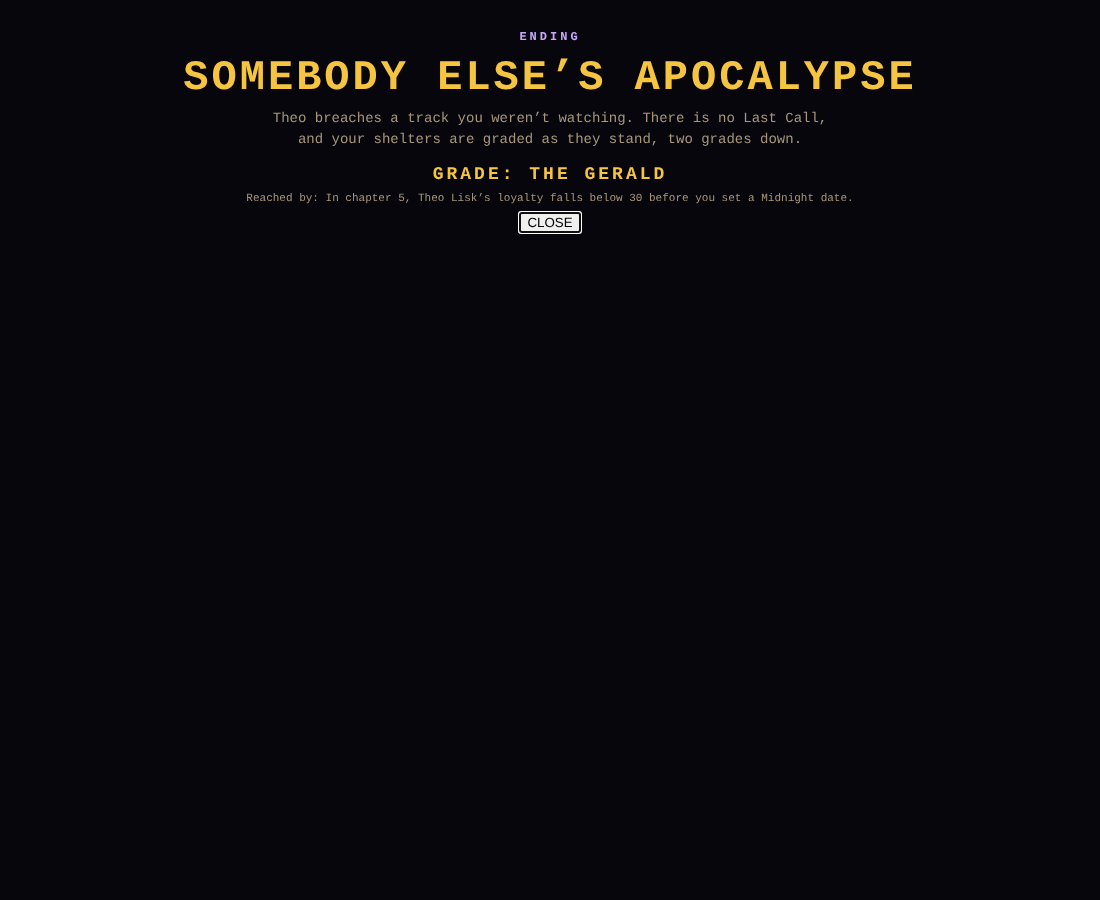 ENDING
SOMEBODY ELSE’S APOCALYPSE
Theo breaches a track you weren’t watching. There is no Last Call,
and your shelters are graded as they stand, two grades down.
GRADE: THE GERALD
Reached by: In chapter 5, Theo Lisk’s loyalty falls below 30 before you set a Midnight date.
CLOSE